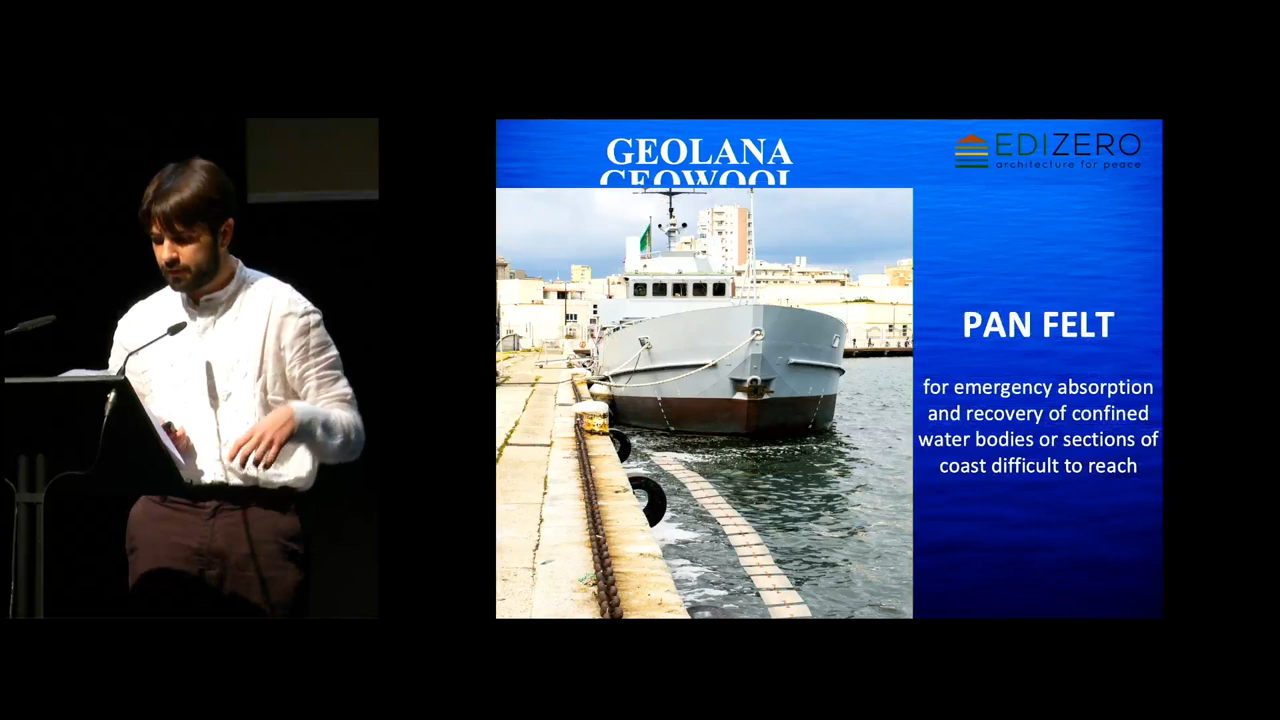 GEOLANA
GEOWOOL
EDIZERO
architecture for peace
PAN FELT
for emergency absorption
and recovery of confined
water bodies or sections of
coast difficult to reach